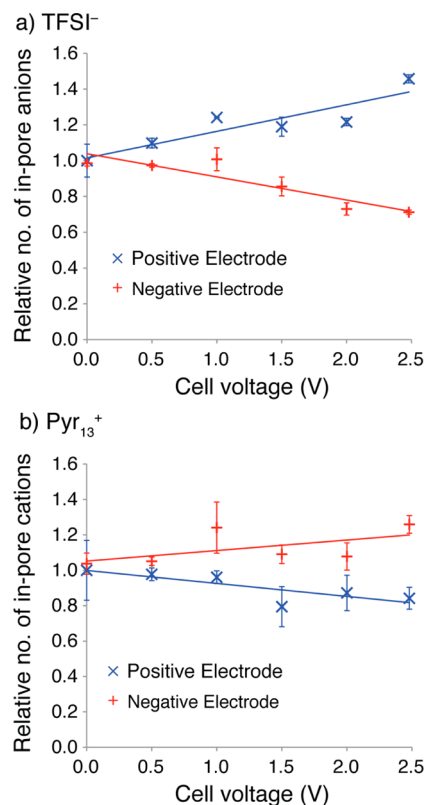 a) TFSI⁻
Relative no. of in-pore anions
1.6
1.4
1.2
1.0
0.8
0.6
0.4
0.2
0.0
Positive Electrode
Negative Electrode
0.0 0.5 1.0 1.5 2.0 2.5
Cell voltage (V)
b) Pyr₁₃⁺
Relative no. of in-pore cations
1.6
1.4
1.2
1.0
0.8
0.6
0.4
0.2
0.0
Positive Electrode
Negative Electrode
0.0 0.5 1.0 1.5 2.0 2.5
Cell voltage (V)